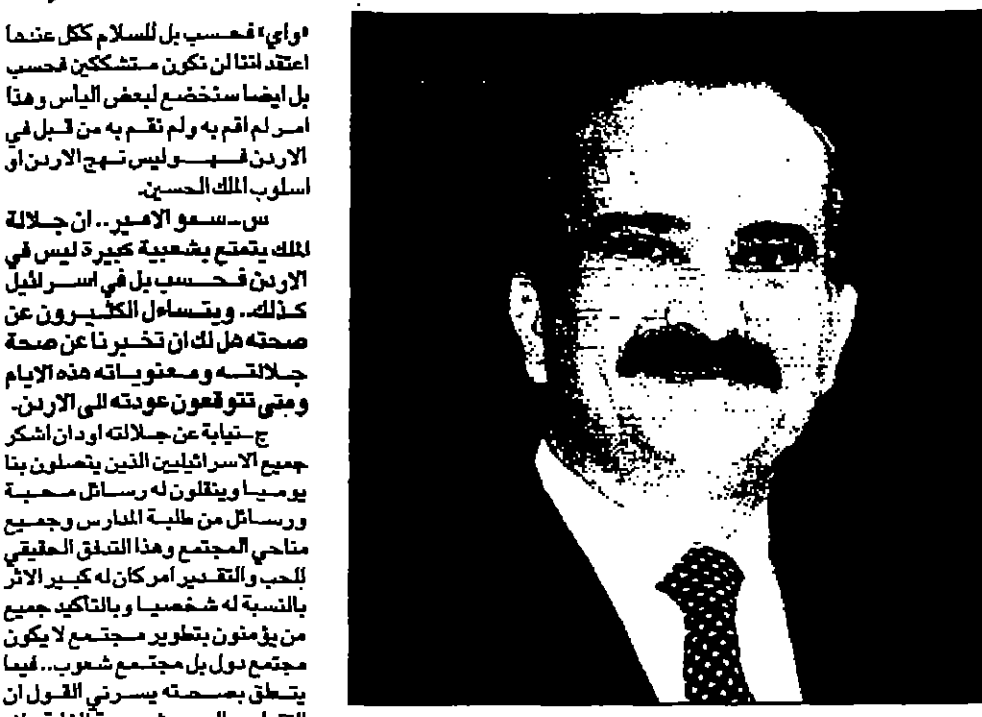 «واي» فحسب بل للسلام ككل عندما
اعتقد اننا لن نكون متشككين فحسب
بل ايضا سنخضع لبعض الياس وهذا
امر لم اقم به ولم نقم به من قبل في
الاردن فهو ليس نهج الاردن او
اسلوب الملك الحسين.
س ـ سمو الامير.. ان جلالة
الملك يتمتع بشعبية كبيرة ليس في
الاردن فحسب بل في اسرائيل
كذلك.. ويتساءل الكثيرون عن
صحته هل لك ان تخبرنا عن صحة
جلالته ومعنوياته هذه الايام
ومتى تتوقعون عودته الى الاردن.
ج ـ نيابة عن جلالته اود ان اشكر
جميع الاسرائيليين الذين يتصلون بنا
يوميا وينقلون له رسائل محبة
ورسائل من طلبة المدارس وجميع
مناحي المجتمع وهذا التدفق الحقيقي
للحب والتقدير امر كان له كبير الاثر
بالنسبة له شخصيا وبالتاكيد جميع
من يؤمنون بتطوير مجتمع لا يكون
مجتمع دول بل مجتمع شعوب.. فيما
يتعلق بصحته يسرني القول ان